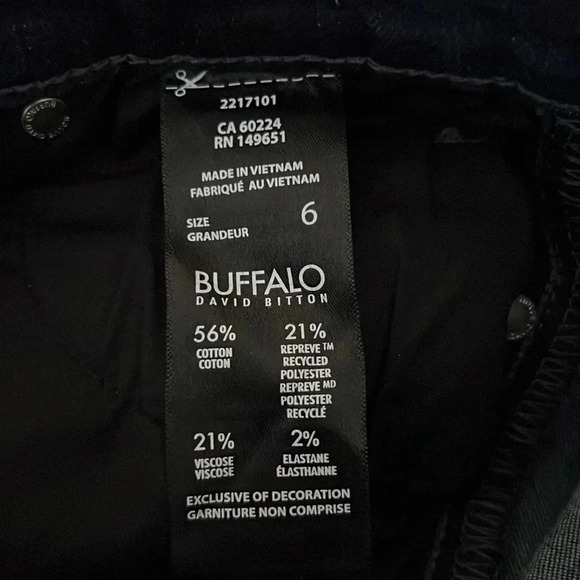 2217101
CA 60224
RN 149651
MADE IN VIETNAM
FABRIQUÉ AU VIETNAM
SIZE
GRANDEUR
6
BUFFALO
DAVID BITTON
56%
COTTON
COTON
21%
REPREVE TM
RECYCLED
POLYESTER
REPREVE MD
POLYESTER
RECYCLÉ
21%
VISCOSE
VISCOSE
2%
ELASTANE
ÉLASTHANNE
EXCLUSIVE OF DECORATION
GARNITURE NON COMPRISE